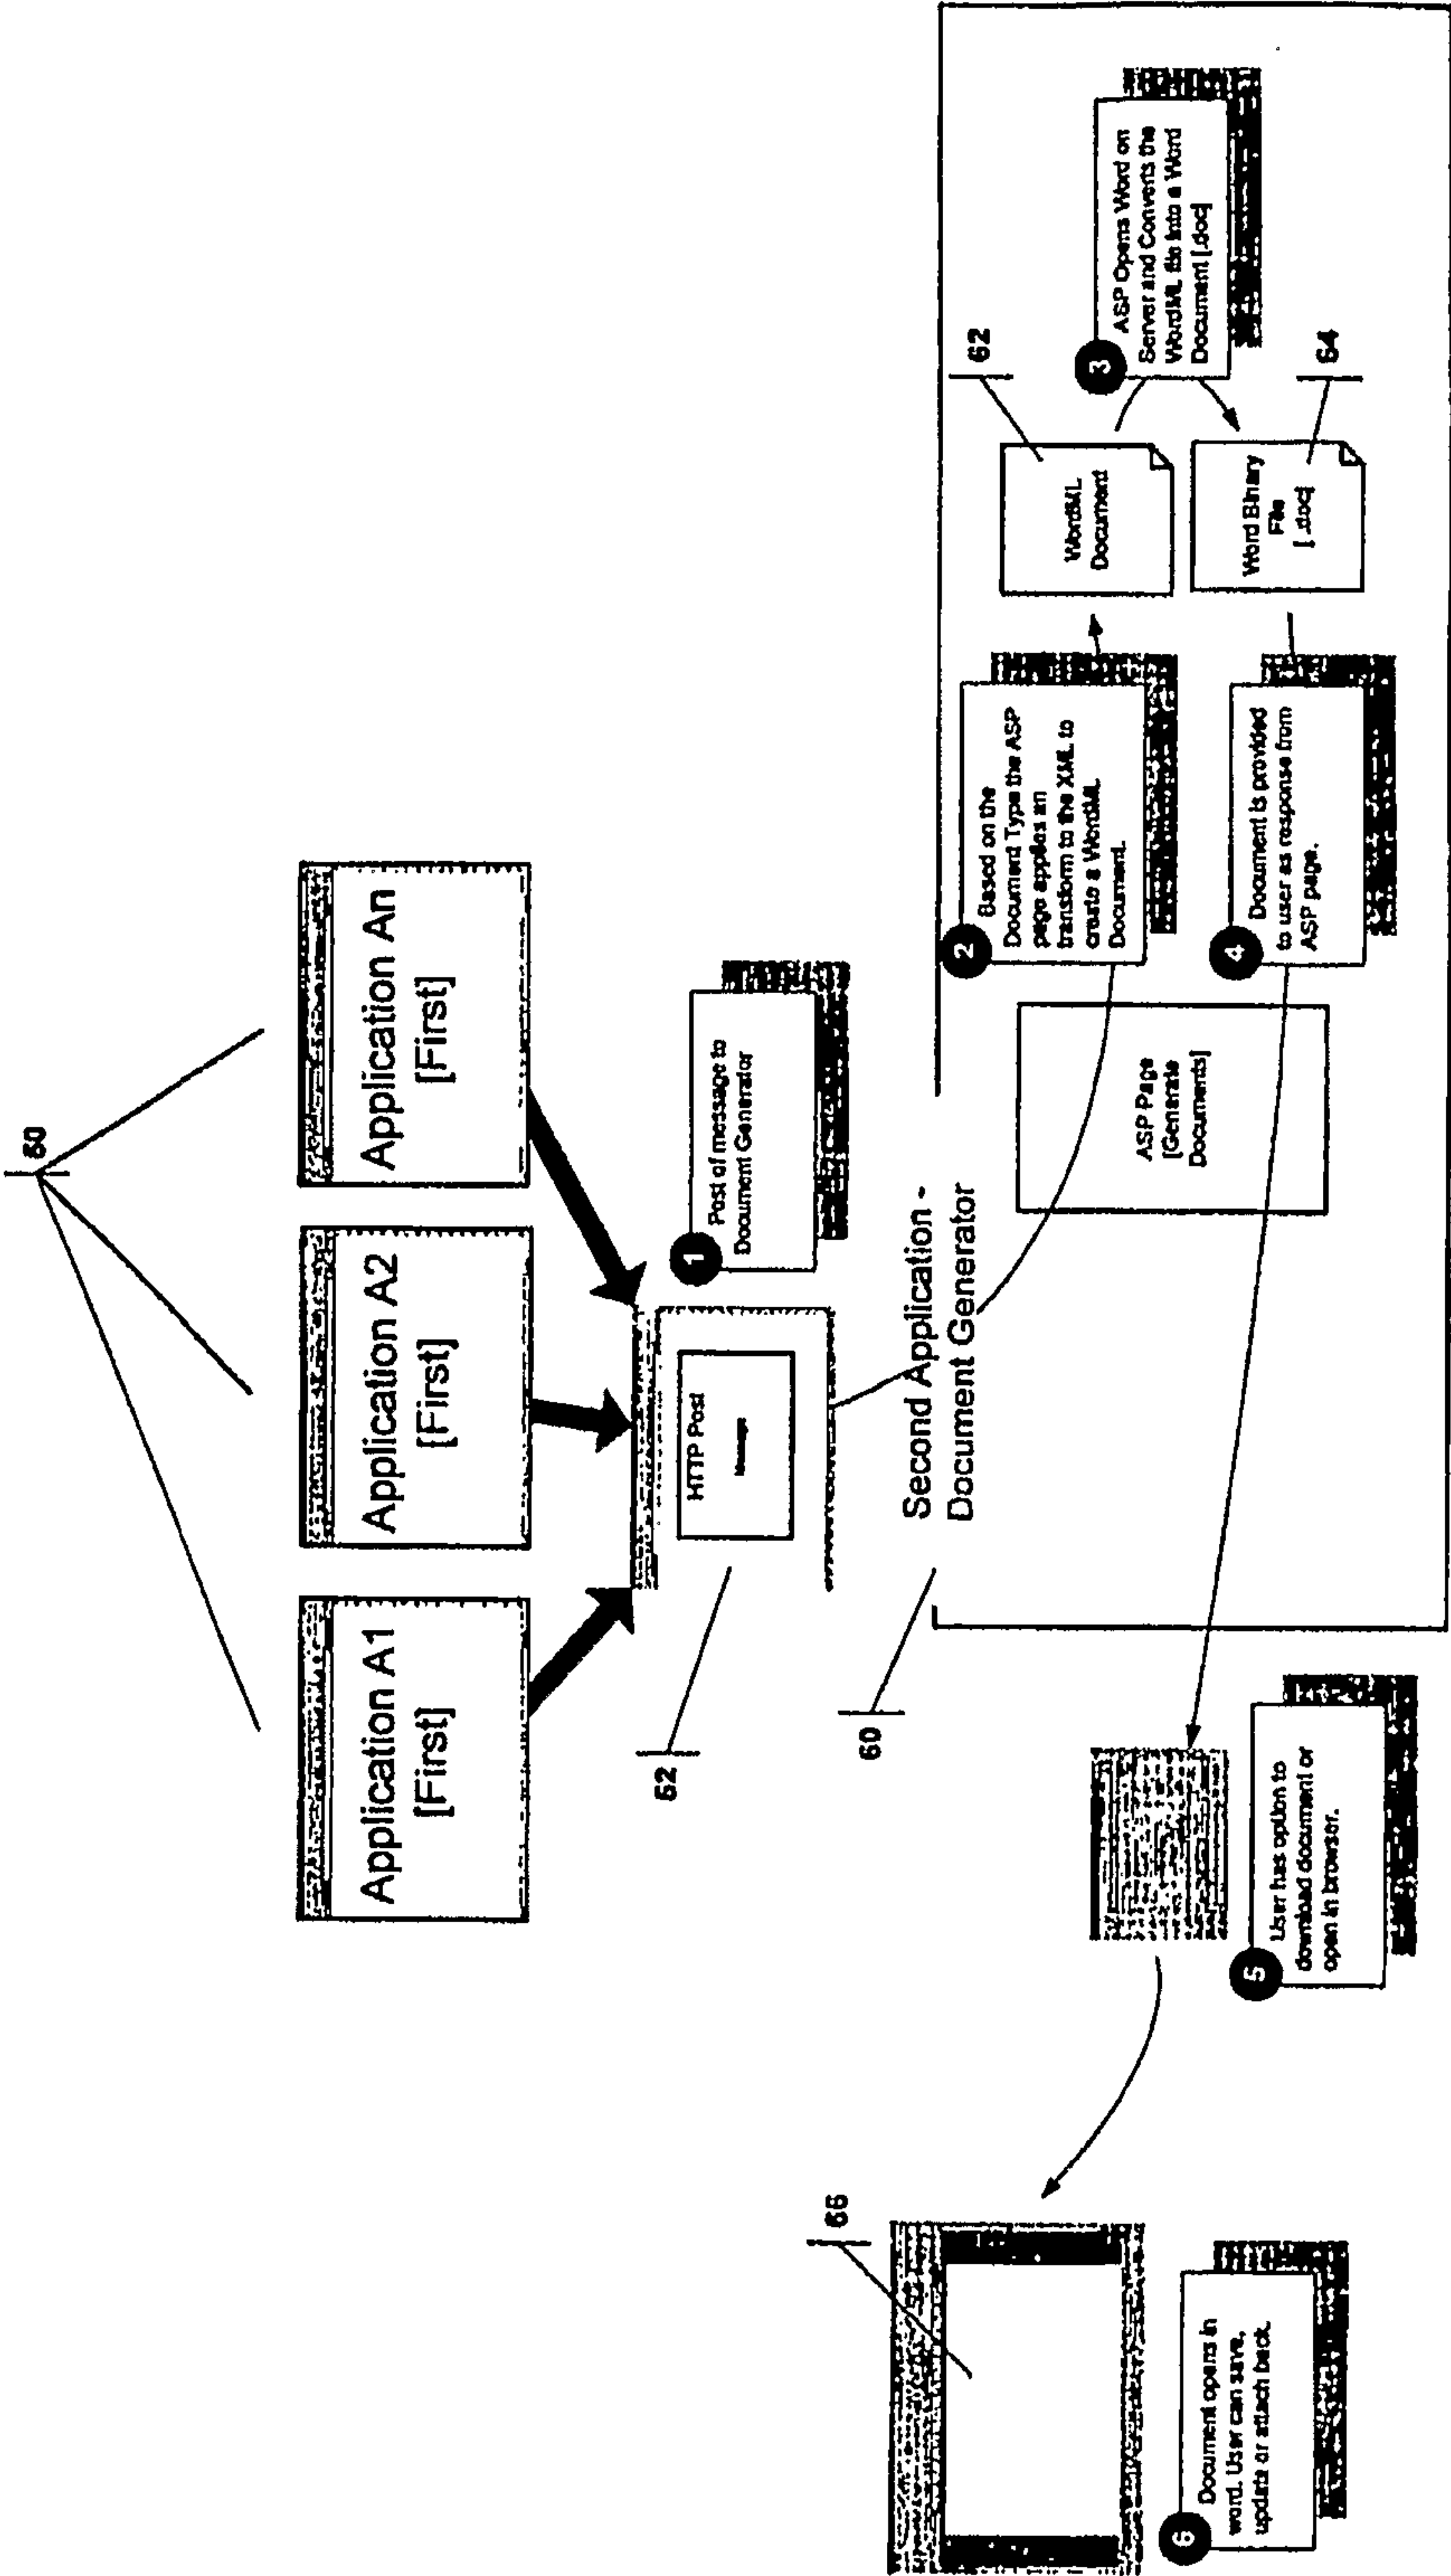 50
Application A1
[First]
Application A2
[First]
Application An
[First]
52
HTTP Post
Message
1
Post of message to
Document Generator
60
Second Application -
Document Generator
2
Based on the
Document Type the ASP
page applies an
transform to the XML to
create a WordML
Document.
ASP Page
[Generate
Documents]
62
WordML
Document
3
ASP Opens Word on
Server and Converts the
WordML file into a Word
Document [.doc]
Word Binary
File
[.doc]
64
4
Document is provided
to user as response from
ASP page.
5
User has option to
download document or
open in browser.
66
6
Document opens in
word. User can save,
update or attach back.